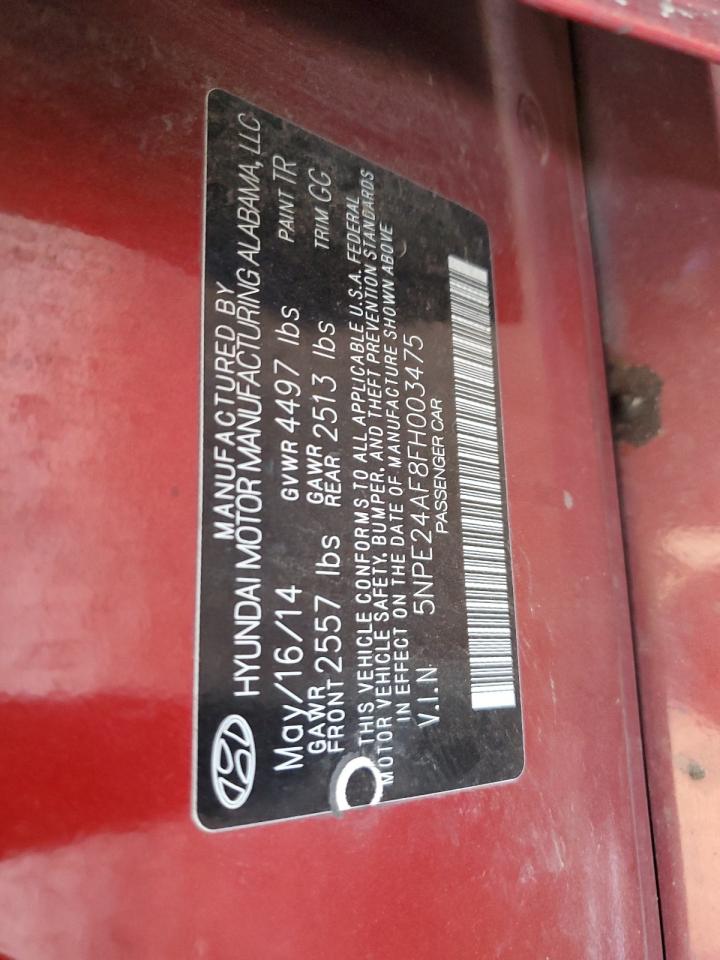 MANUFACTURED BY
HYUNDAI MOTOR MANUFACTURING ALABAMA, LLC
May/16/14 GVWR 4497 lbs PAINT TR
GAWR FRONT 2557 lbs GAWR REAR 2513 lbs TRIM GG
THIS VEHICLE CONFORMS TO ALL APPLICABLE U.S.A. FEDERAL
MOTOR VEHICLE SAFETY, BUMPER, AND THEFT PREVENTION STANDARDS
IN EFFECT ON THE DATE OF MANUFACTURE SHOWN ABOVE
V.I.N 5NPE24AF8FH003475
PASSENGER CAR